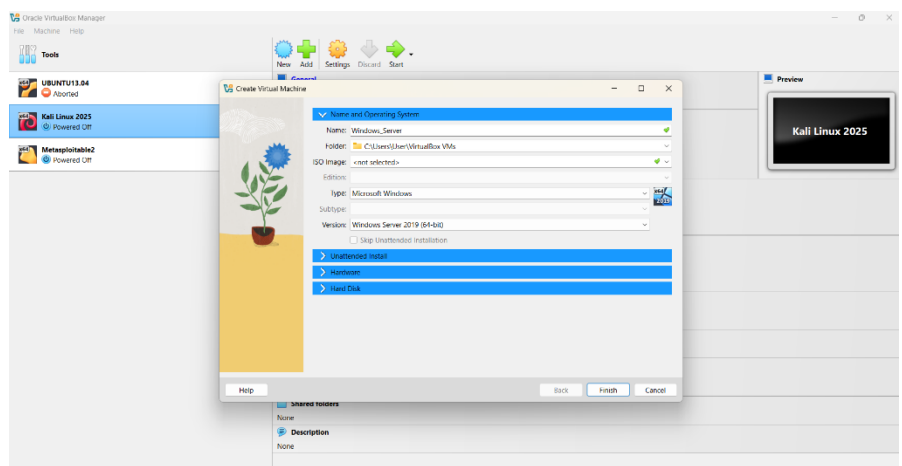 Oracle VirtualBox Manager
File Machine Help
Tools
New Add Settings Discard Start
UBUNTU13.04
Aborted
Kali Linux 2025
Powered Off
Metasploitable2
Powered Off
General
Preview
Kali Linux 2025
Create Virtual Machine
Name and Operating System
Name: Windows_Server
Folder: C:\Users\User\VirtualBox VMs
ISO Image: <not selected>
Edition:
Type: Microsoft Windows
x64
2019
Subtype:
Version: Windows Server 2019 (64-bit)
Skip Unattended Installation
Unattended Install
Hardware
Hard Disk
Help Back Finish Cancel
Shared folders
None
Description
None